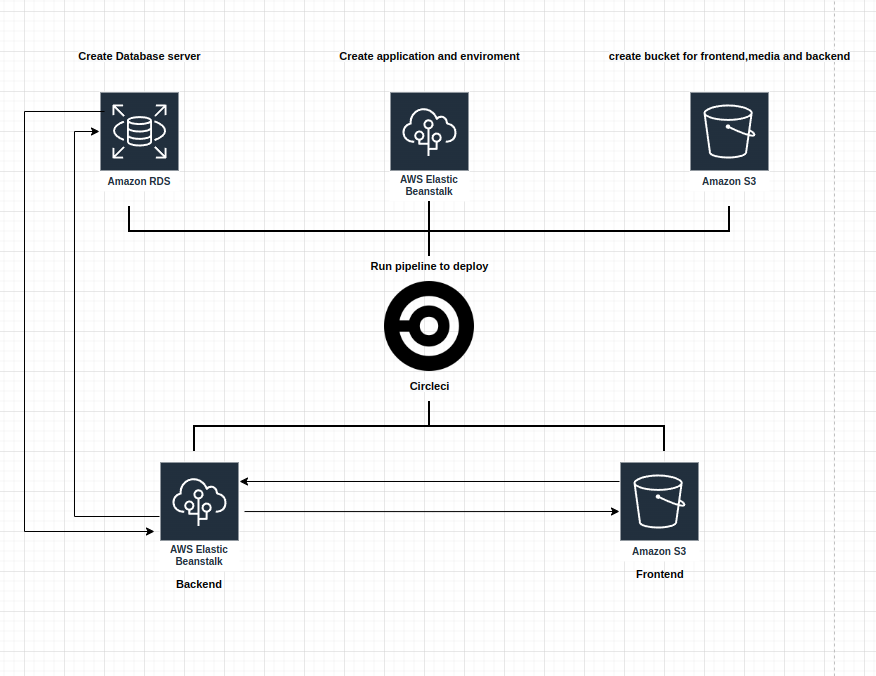 Create Database server
Create application and enviroment
create bucket for frontend,media and backend
Amazon RDS
AWS Elastic
Beanstalk
Amazon S3
Run pipeline to deploy
Circleci
AWS Elastic
Beanstalk
Backend
Amazon S3
Frontend